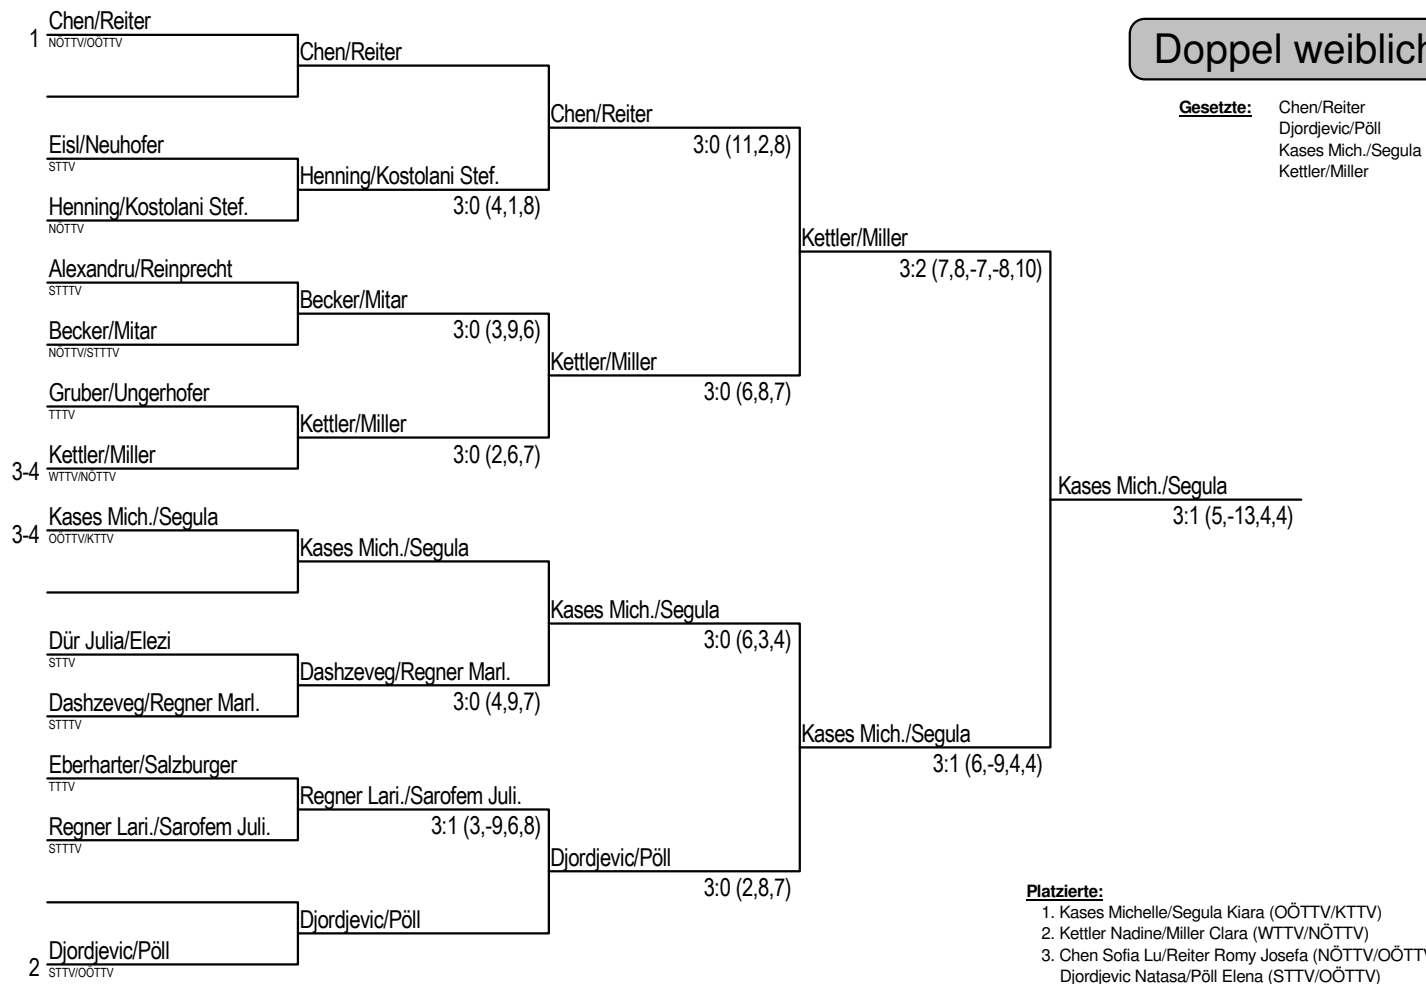 Doppel weiblich
Gesetzte: Chen/Reiter
Djordjevic/Pöll
Kases Mich./Segula
Kettler/Miller
1 Chen/Reiter
NÖTTV/OÖTTV
Eisl/Neuhofer
STTV
Henning/Kostolani Stef.
NÖTTV
Alexandru/Reinprecht
STTTV
Becker/Mitar
NÖTTV/STTTV
Gruber/Ungerhofer
TTTV
3-4 Kettler/Miller
WTTV/NÖTTV
3-4 Kases Mich./Segula
OÖTTV/KTTV
Dür Julia/Elezi
STTV
Dashzeveg/Regner Marl.
STTTV
Eberharter/Salzburger
TTTV
Regner Lari./Sarofem Juli.
STTTV
2 Djordjevic/Pöll
STTV/OÖTTV
Chen/Reiter
Henning/Kostolani Stef.
3:0 (4,1,8)
Becker/Mitar
3:0 (3,9,6)
Kettler/Miller
3:0 (2,6,7)
Kases Mich./Segula
Dashzeveg/Regner Marl.
3:0 (4,9,7)
Regner Lari./Sarofem Juli.
3:1 (3,-9,6,8)
Djordjevic/Pöll
Chen/Reiter
3:0 (11,2,8)
Kettler/Miller
3:0 (6,8,7)
Kases Mich./Segula
3:0 (6,3,4)
Djordjevic/Pöll
3:0 (2,8,7)
Kettler/Miller
3:2 (7,8,-7,-8,10)
Kases Mich./Segula
3:1 (6,-9,4,4)
Kases Mich./Segula
3:1 (5,-13,4,4)
Platzierte:
1. Kases Michelle/Segula Kiara (OÖTTV/KTTV)
2. Kettler Nadine/Miller Clara (WTTV/NÖTTV)
3. Chen Sofia Lu/Reiter Romy Josefa (NÖTTV/OÖTTV
Djordjevic Natasa/Pöll Elena (STTV/OÖTTV)